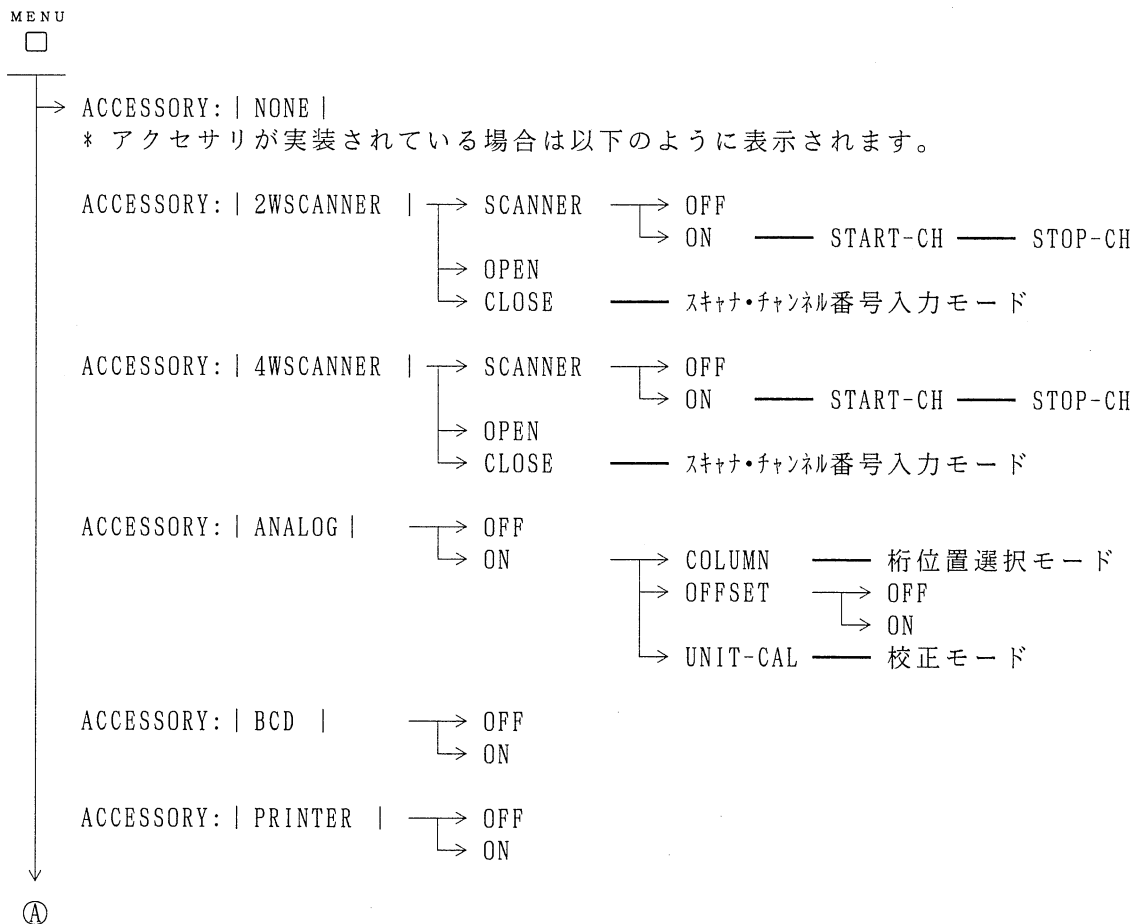 MENU
ACCESSORY: | NONE |
* アクセサリが実装されている場合は以下のように表示されます。
ACCESSORY: | 2WSCANNER | SCANNER OFF
ON START-CH STOP-CH
OPEN
CLOSE スキャナ・チャンネル番号入力モード
ACCESSORY: | 4WSCANNER | SCANNER OFF
ON START-CH STOP-CH
OPEN
CLOSE スキャナ・チャンネル番号入力モード
ACCESSORY: | ANALOG | OFF
ON COLUMN 桁位置選択モード
OFFSET OFF
ON
UNIT-CAL 校正モード
ACCESSORY: | BCD | OFF
ON
ACCESSORY: | PRINTER | OFF
ON
Ⓐ